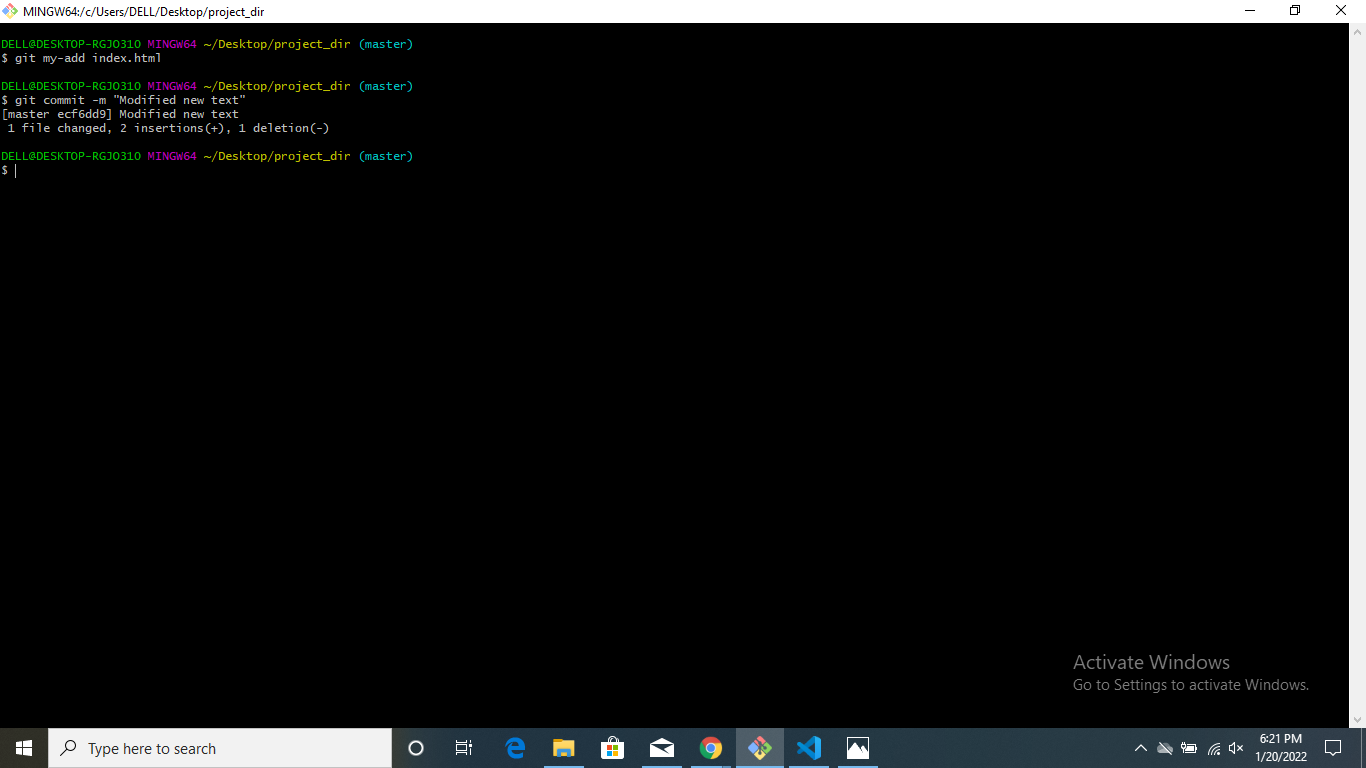 MINGW64:/c/Users/DELL/Desktop/project_dir
DELL@DESKTOP-RGJO31O MINGW64 ~/Desktop/project_dir (master)
$ git my-add index.html
DELL@DESKTOP-RGJO31O MINGW64 ~/Desktop/project_dir (master)
$ git commit -m "Modified new text"
[master ecf6dd9] Modified new text
 1 file changed, 2 insertions(+), 1 deletion(-)
DELL@DESKTOP-RGJO31O MINGW64 ~/Desktop/project_dir (master)
$
Activate Windows
Go to Settings to activate Windows.
Type here to search
6:21 PM
1/20/2022